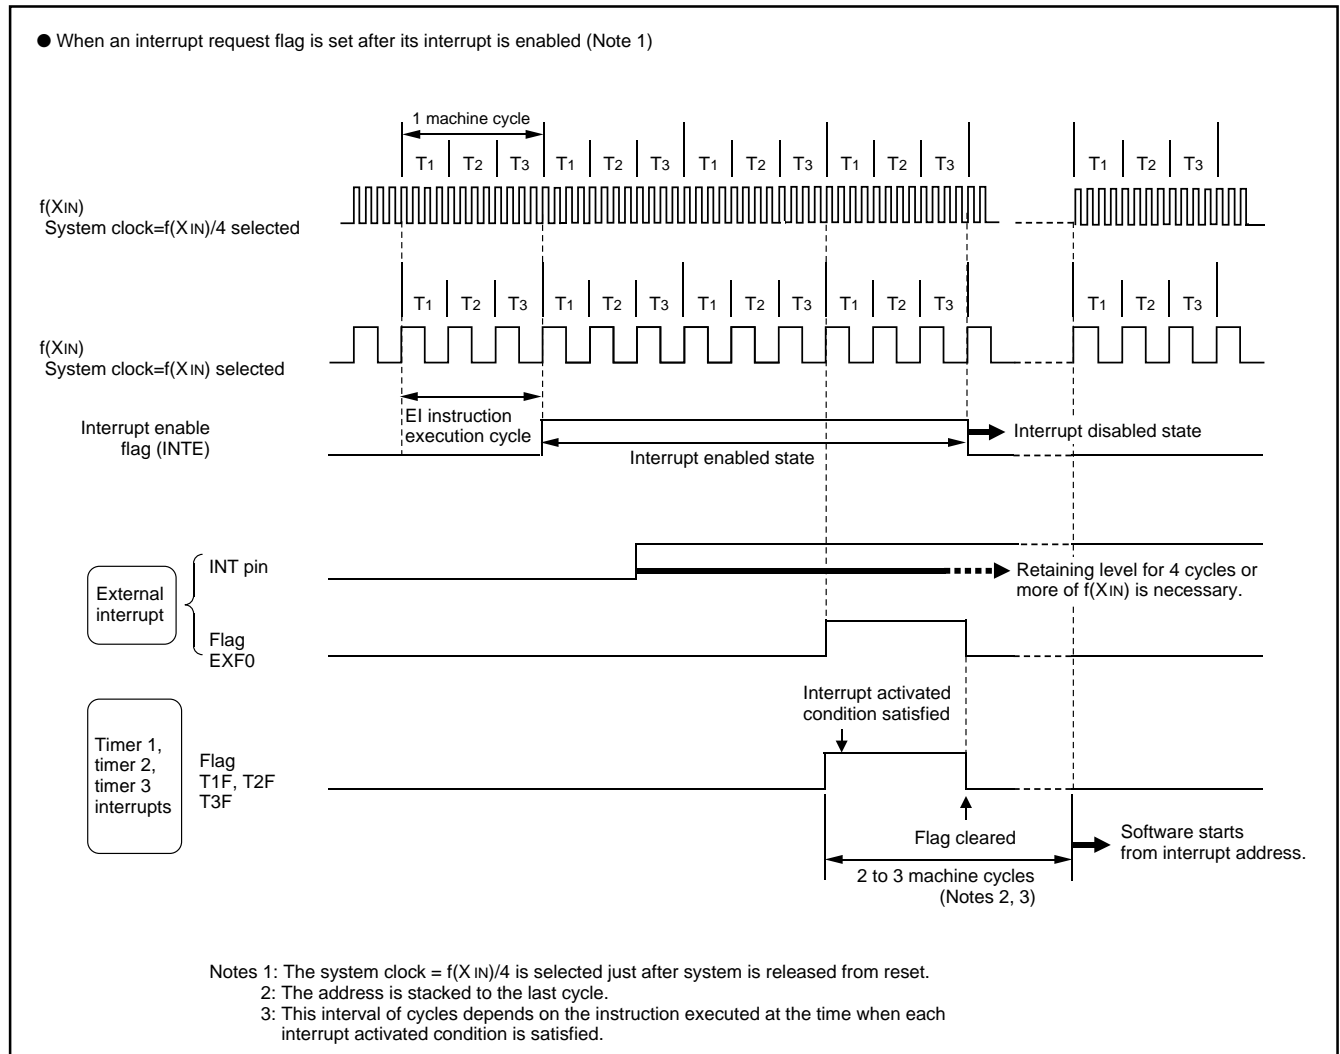 ● When an interrupt request flag is set after its interrupt is enabled (Note 1)
1 machine cycle
T1 T2 T3 T1 T2 T3 T1 T2 T3 T1 T2 T3 T1 T2 T3
f(XIN)
System clock=f(XIN)/4 selected
T1 T2 T3 T1 T2 T3 T1 T2 T3 T1 T2 T3 T1 T2 T3
f(XIN)
System clock=f(XIN) selected
Interrupt enable
flag (INTE)
EI instruction
execution cycle
Interrupt enabled state
Interrupt disabled state
External
interrupt
INT pin
Retaining level for 4 cycles or
more of f(XIN) is necessary.
Flag
EXF0
Interrupt activated
condition satisfied
Timer 1,
timer 2,
timer 3
interrupts
Flag
T1F, T2F
T3F
Flag cleared
Software starts
from interrupt address.
2 to 3 machine cycles
(Notes 2, 3)
Notes 1: The system clock = f(XIN)/4 is selected just after system is released from reset.
2: The address is stacked to the last cycle.
3: This interval of cycles depends on the instruction executed at the time when each
interrupt activated condition is satisfied.